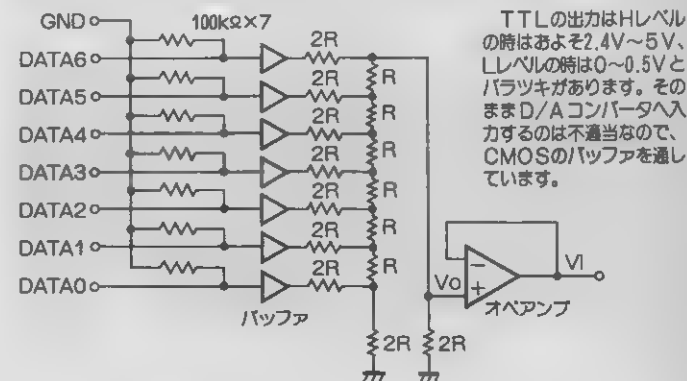 GND
100kΩ×7
DATA6
2R
R
DATA5
2R
R
DATA4
2R
R
DATA3
2R
R
DATA2
2R
R
DATA1
2R
R
DATA0
2R
バッファ
2R
2R
Vo
−
+
VI
オペアンプ
TTLの出力はHレベル
の時はおよそ2.4V〜5V、
Lレベルの時は0〜0.5Vと
バラツキがあります。その
ままD/Aコンバータへ入
力するのは不適当なので、
CMOSのバッファを通し
ています。